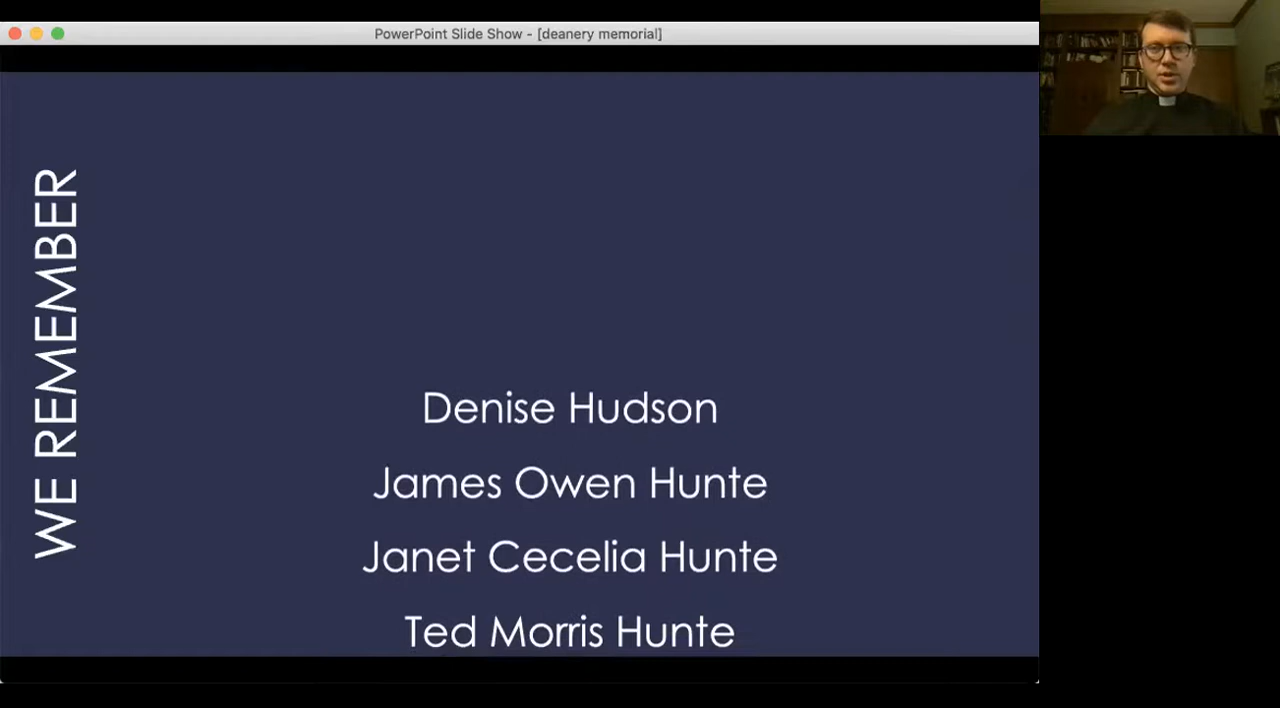 PowerPoint Slide Show - [deanery memorial]
WE REMEMBER
Denise Hudson
James Owen Hunte
Janet Cecelia Hunte
Ted Morris Hunte